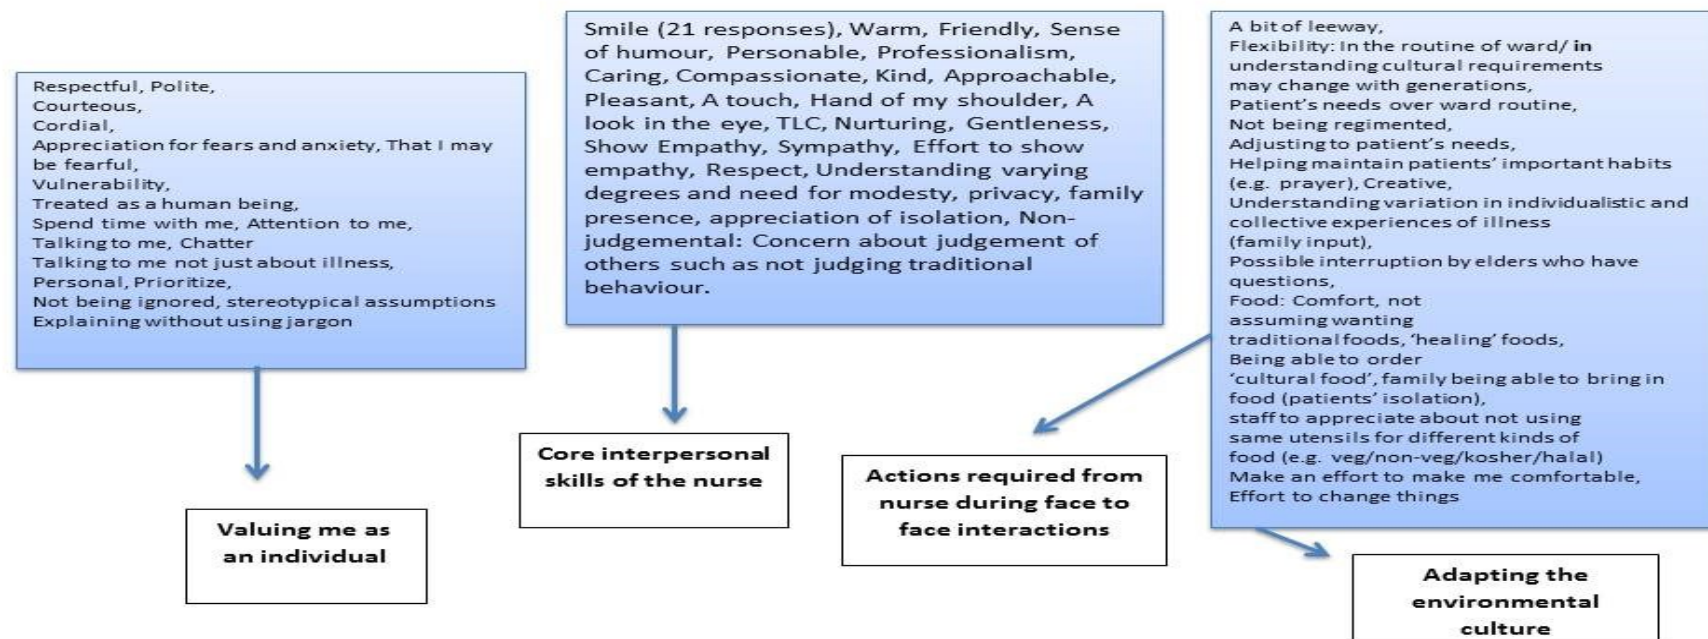 Respectful, Polite,
Courteous,
Cordial,
Appreciation for fears and anxiety, That I may
be fearful,
Vulnerability,
Treated as a human being,
Spend time with me, Attention to me,
Talking to me, Chatter
Talking to me not just about illness,
Personal, Prioritize,
Not being ignored, stereotypical assumptions
Explaining without using jargon
Smile (21 responses), Warm, Friendly, Sense
of humour, Personable, Professionalism,
Caring, Compassionate, Kind, Approachable,
Pleasant, A touch, Hand of my shoulder, A
look in the eye, TLC, Nurturing, Gentleness,
Show Empathy, Sympathy, Effort to show
empathy, Respect, Understanding varying
degrees and need for modesty, privacy, family
presence, appreciation of isolation, Non-
judgemental: Concern about judgement of
others such as not judging traditional
behaviour.
A bit of leeway,
Flexibility: In the routine of ward/ in
understanding cultural requirements
may change with generations,
Patient's needs over ward routine,
Not being regimented,
Adjusting to patient's needs,
Helping maintain patients' important habits
(e.g. prayer), Creative,
Understanding variation in individualistic and
collective experiences of illness
(family input),
Possible interruption by elders who have
questions,
Food: Comfort, not
assuming wanting
traditional foods, 'healing' foods,
Being able to order
'cultural food', family being able to bring in
food (patients' isolation),
staff to appreciate about not using
same utensils for different kinds of
food (e.g. veg/non-veg/kosher/halal)
Make an effort to make me comfortable,
Effort to change things
Valuing me as
an individual
Core interpersonal
skills of the nurse
Actions required from
nurse during face to
face interactions
Adapting the
environmental
culture